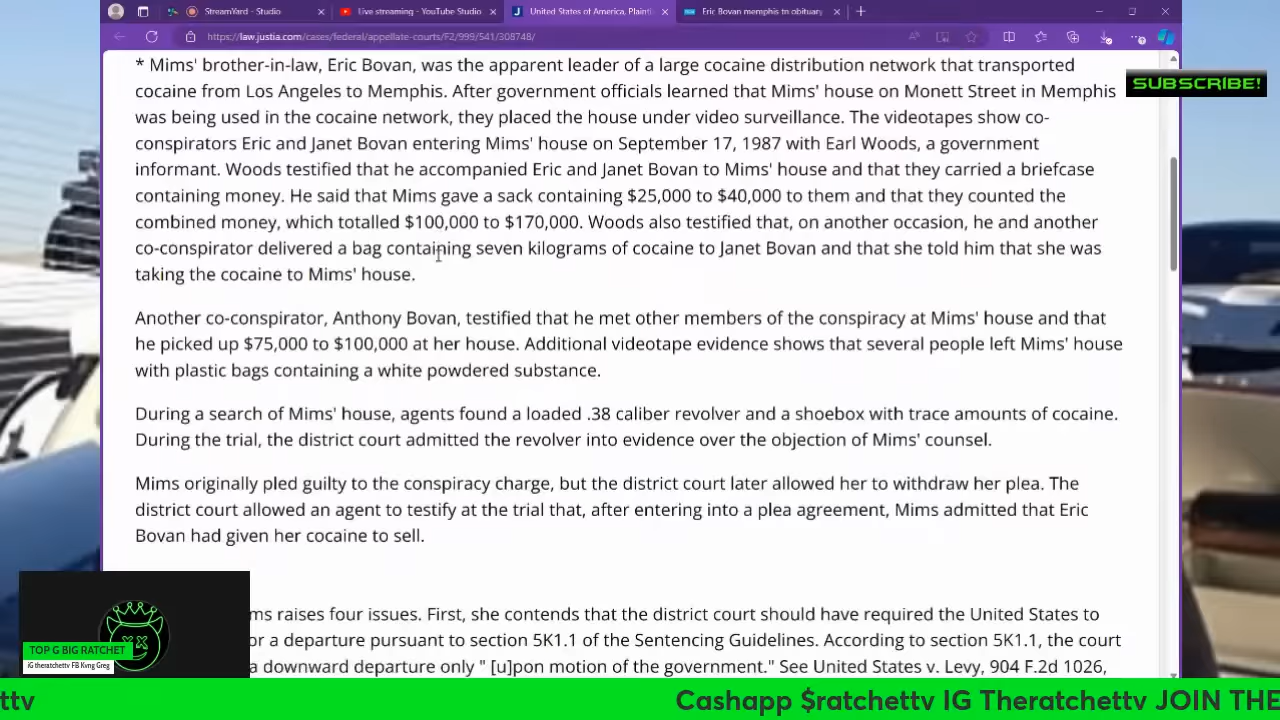 StreamYard - Studio
Live streaming - YouTube Studio
United States of America, Plainti
Eric Bovan memphis tn obituary
https://law.justia.com/cases/federal/appellate-courts/F2/999/541/308748/
SUBSCRIBE!
* Mims' brother-in-law, Eric Bovan, was the apparent leader of a large cocaine distribution network that transported
cocaine from Los Angeles to Memphis. After government officials learned that Mims' house on Monett Street in Memphis
was being used in the cocaine network, they placed the house under video surveillance. The videotapes show co-
conspirators Eric and Janet Bovan entering Mims' house on September 17, 1987 with Earl Woods, a government
informant. Woods testified that he accompanied Eric and Janet Bovan to Mims' house and that they carried a briefcase
containing money. He said that Mims gave a sack containing $25,000 to $40,000 to them and that they counted the
combined money, which totalled $100,000 to $170,000. Woods also testified that, on another occasion, he and another
co-conspirator delivered a bag containing seven kilograms of cocaine to Janet Bovan and that she told him that she was
taking the cocaine to Mims' house.
Another co-conspirator, Anthony Bovan, testified that he met other members of the conspiracy at Mims' house and that
he picked up $75,000 to $100,000 at her house. Additional videotape evidence shows that several people left Mims' house
with plastic bags containing a white powdered substance.
During a search of Mims' house, agents found a loaded .38 caliber revolver and a shoebox with trace amounts of cocaine.
During the trial, the district court admitted the revolver into evidence over the objection of Mims' counsel.
Mims originally pled guilty to the conspiracy charge, but the district court later allowed her to withdraw her plea. The
district court allowed an agent to testify at the trial that, after entering into a plea agreement, Mims admitted that Eric
Bovan had given her cocaine to sell.
ms raises four issues. First, she contends that the district court should have required the United States to
or a departure pursuant to section 5K1.1 of the Sentencing Guidelines. According to section 5K1.1, the court
a downward departure only " [u]pon motion of the government." See United States v. Levy, 904 F.2d 1026,
TOP G BIG RATCHET
iG theratchettv FB Kvng Greg
ttv
Cashapp $ratchettv IG Theratchettv JOIN THE